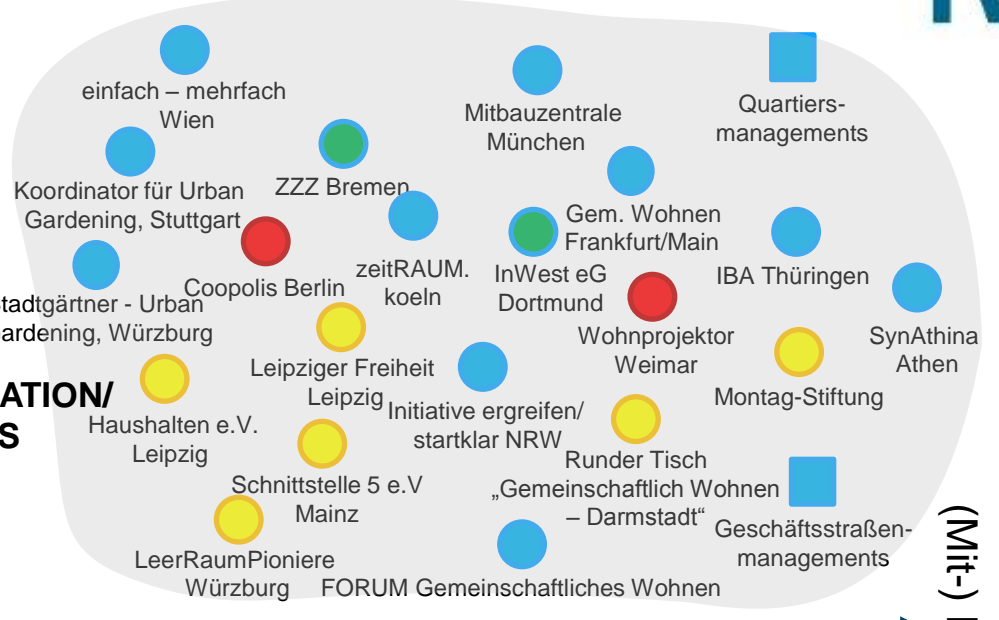 einfach – mehrfach
Wien
Mitbauzentrale
München
Quartiers-
managements
Koordinator für Urban
Gardening, Stuttgart
ZZZ Bremen
Gem. Wohnen
Frankfurt/Main
zeitRAUM.
koeln
InWest eG
Dortmund
IBA Thüringen
Coopolis Berlin
tadtgärtner - Urban
ardening, Würzburg
Wohnprojektor
Weimar
SynAthina
Athen
Leipziger Freiheit
Leipzig
Montag-Stiftung
ATION/
S
Haushalten e.V.
Leipzig
Initiative ergreifen/
startklar NRW
Runder Tisch
„Gemeinschaftlich Wohnen
– Darmstadt“
Schnittstelle 5 e.V
Mainz
Geschäftsstraßen-
managements
LeerRaumPioniere
Würzburg
FORUM Gemeinschaftliches Wohnen
(Mit-)